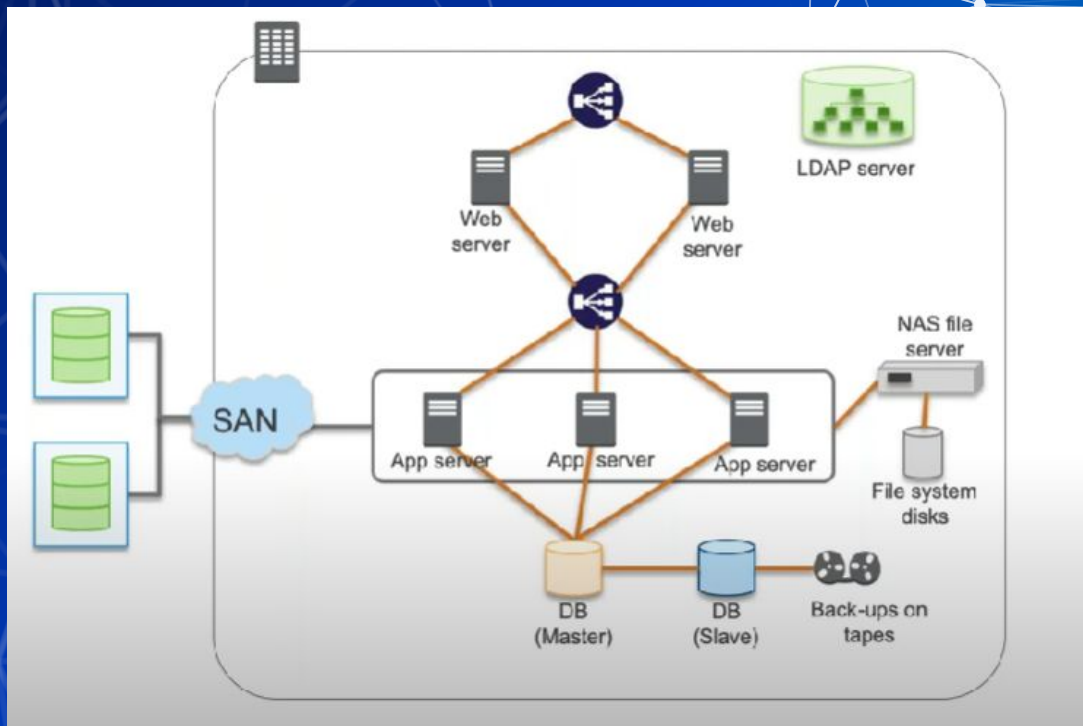 LDAP server
Web
server
Web
server
NAS file
server
SAN
App server
App server
App server
File system
disks
DB
(Master)
DB
(Slave)
Back-ups on
tapes